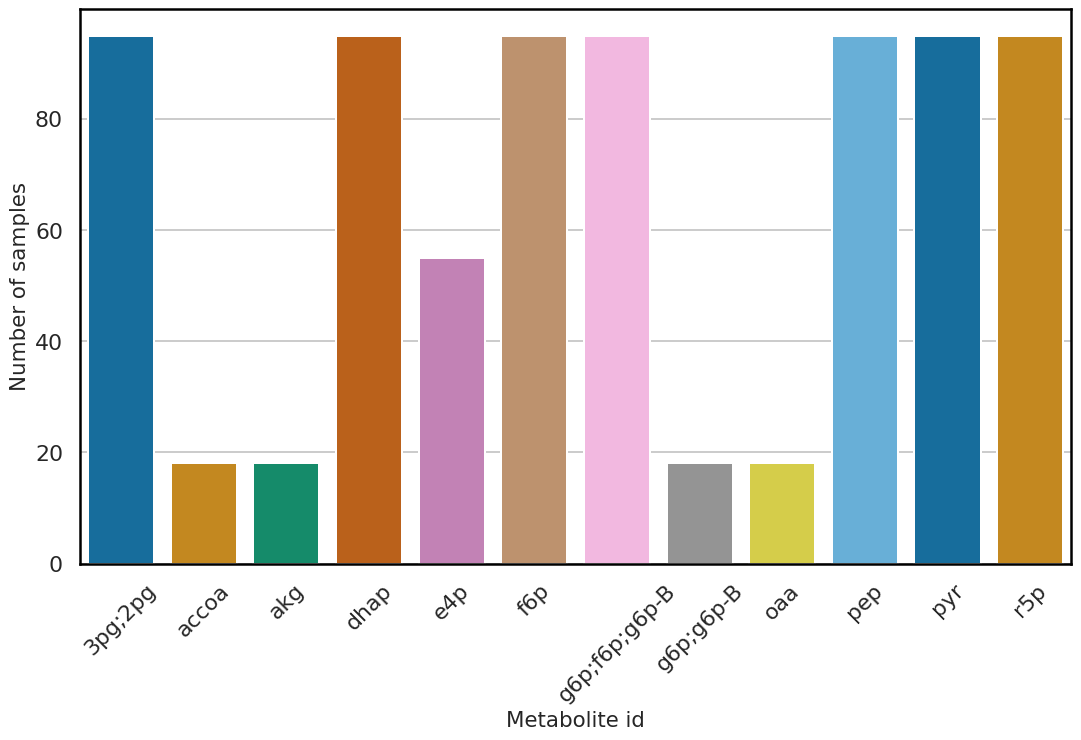 Number of samples
80
60
40
20
0
3pg;2pg
accoa
akg
dhap
e4p
f6p
g6p;f6p;g6p-B
g6p;g6p-B
oaa
pep
pyr
r5p
Metabolite id